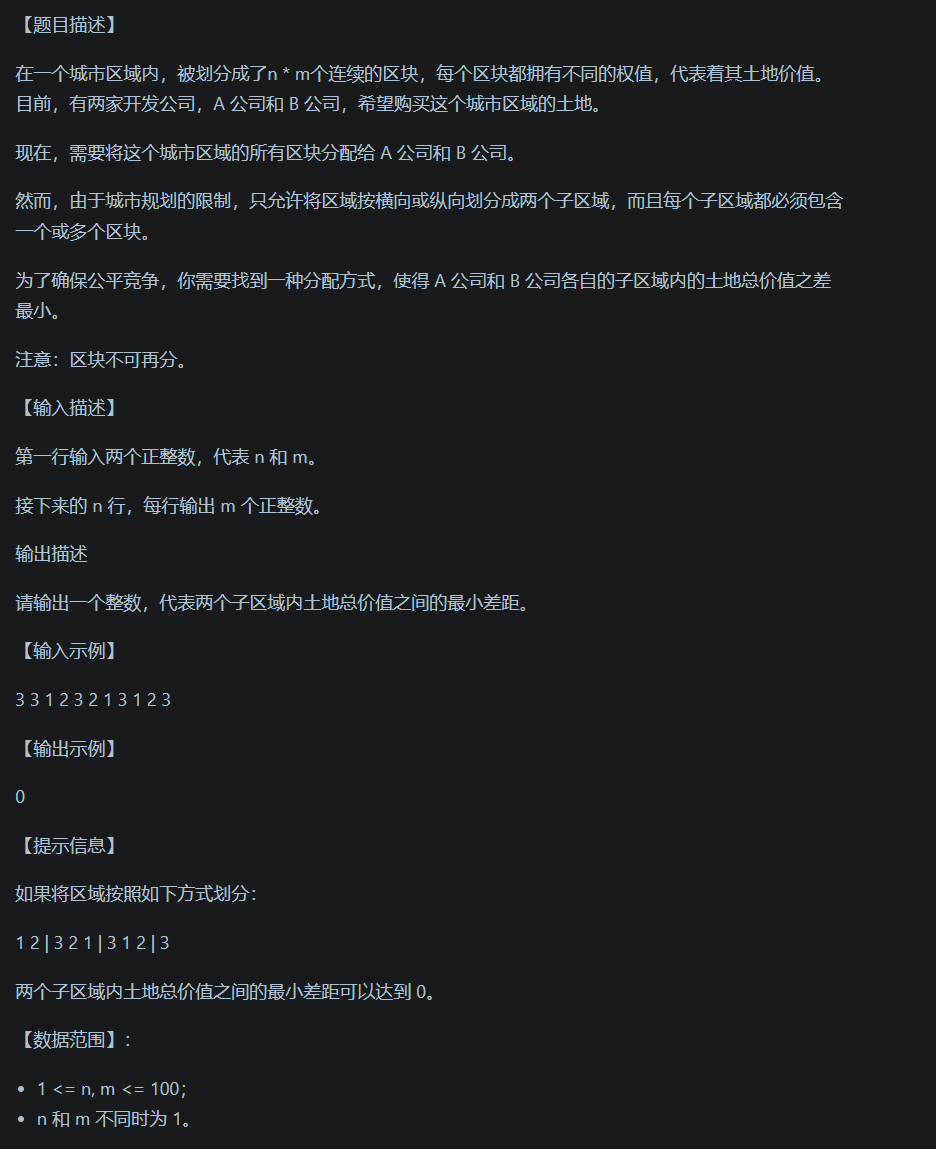 【题目描述】
在一个城市区域内，被划分成了n * m个连续的区块，每个区块都拥有不同的权值，代表着其土地价值。
目前，有两家开发公司，A 公司和 B 公司，希望购买这个城市区域的土地。
现在，需要将这个城市区域的所有区块分配给 A 公司和 B 公司。
然而，由于城市规划的限制，只允许将区域按横向或纵向划分成两个子区域，而且每个子区域都必须包含
一个或多个区块。
为了确保公平竞争，你需要找到一种分配方式，使得 A 公司和 B 公司各自的子区域内的土地总价值之差
最小。
注意：区块不可再分。
【输入描述】
第一行输入两个正整数，代表 n 和 m。
接下来的 n 行，每行输出 m 个正整数。
输出描述
请输出一个整数，代表两个子区域内土地总价值之间的最小差距。
【输入示例】
3 3 1 2 3 2 1 3 1 2 3
【输出示例】
0
【提示信息】
如果将区域按照如下方式划分：
1 2 | 3 2 1 | 3 1 2 | 3
两个子区域内土地总价值之间的最小差距可以达到 0。
【数据范围】：
• 1 <= n, m <= 100；
• n 和 m 不同时为 1。